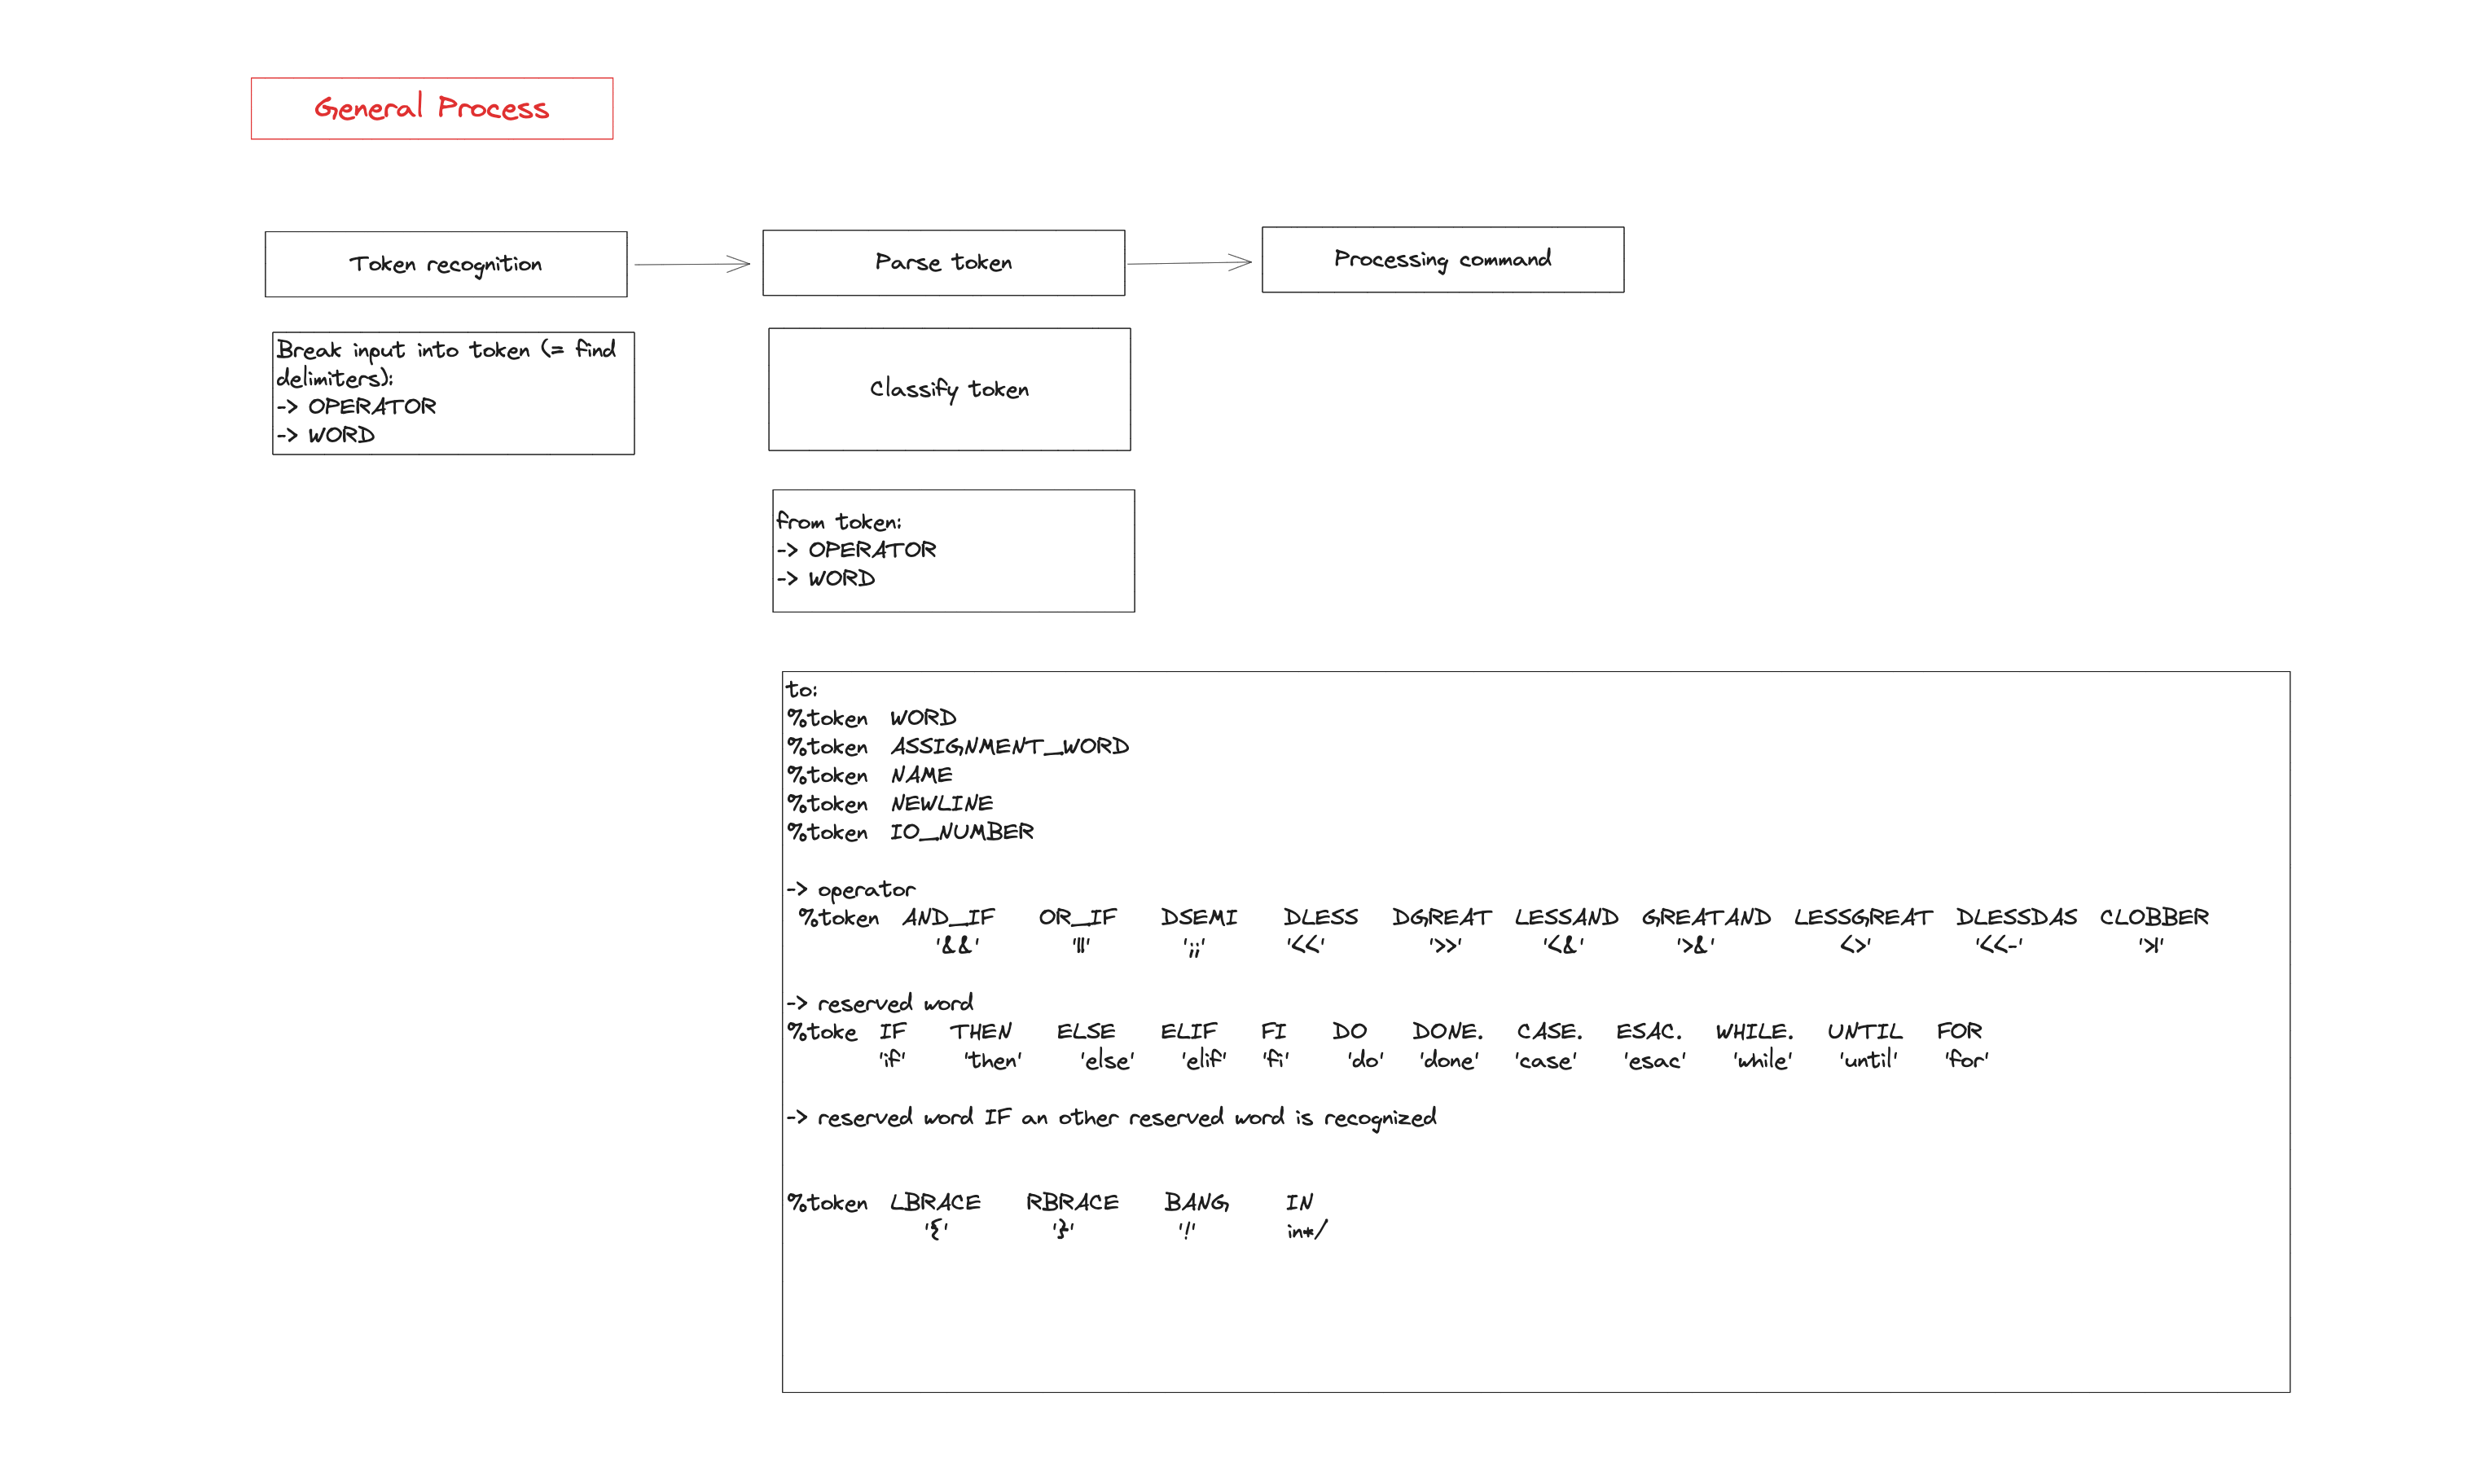 General Process
Token recognition
Parse token
Processing command
Break input into token (= find
delimiters):
-> OPERATOR
-> WORD
Classify token
from token:
-> OPERATOR
-> WORD
to:
%token WORD
%token ASSIGNMENT_WORD
%token NAME
%token NEWLINE
%token IO_NUMBER
-> operator
%token AND_IF OR_IF DSEMI DLESS DGREAT LESSAND GREATAND LESSGREAT DLESSDAS CLOBBER
'&&' '||' ';;' '<<' '>>' '<&' '>&' <>' '<<-' '>|'
-> reserved word
%toke IF THEN ELSE ELIF FI DO DONE. CASE. ESAC. WHILE. UNTIL FOR
'if' 'then' 'else' 'elif' 'fi' 'do' 'done' 'case' 'esac' 'while' 'until' 'for'
-> reserved word IF an other reserved word is recognized
%token LBRACE RBRACE BANG IN
'{' '}' '!' in*/